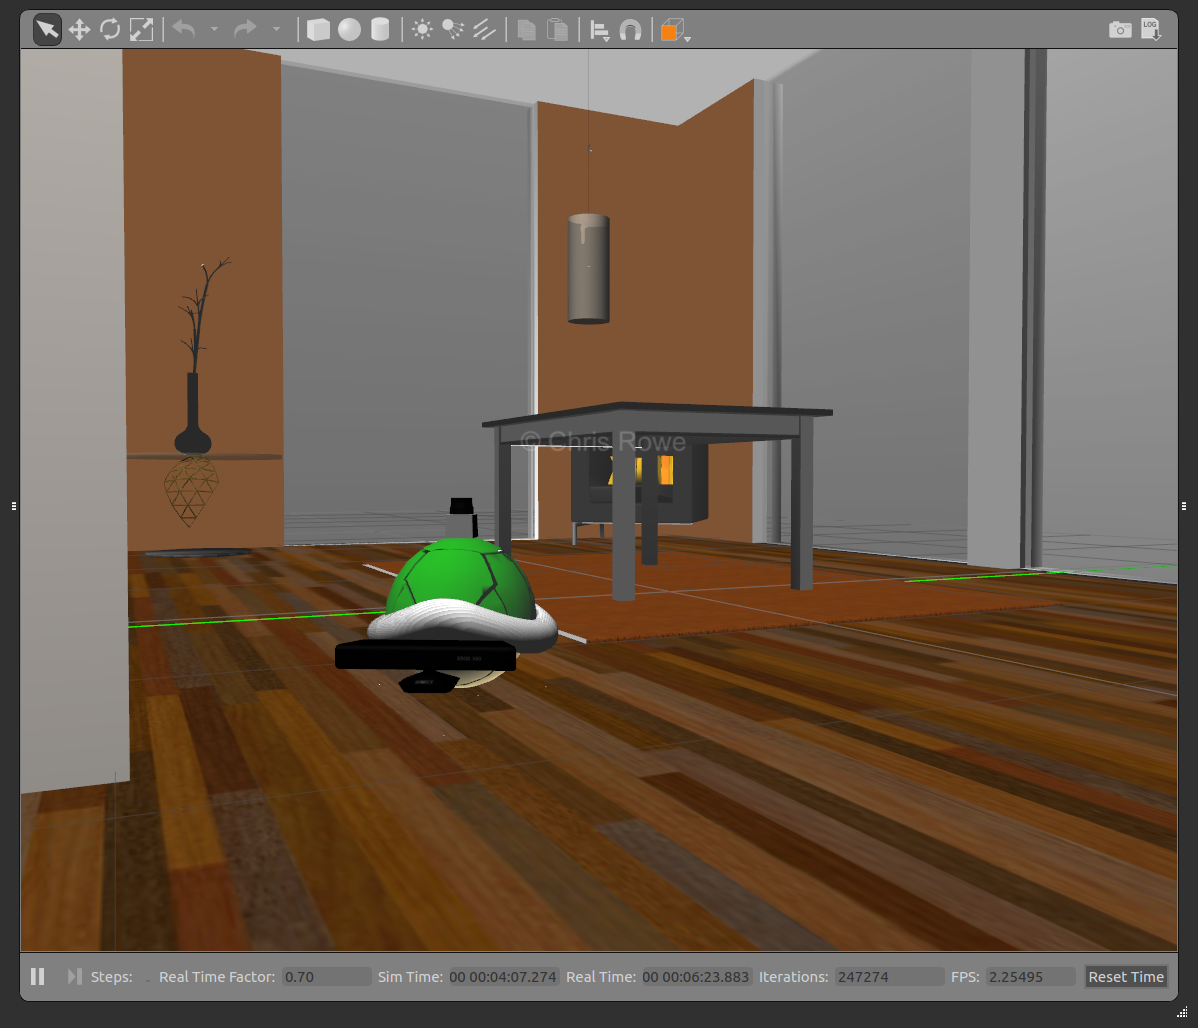 LOG
© Chris Rowe
Steps: Real Time Factor: 0.70 Sim Time: 00 00:04:07.274 Real Time: 00 00:06:23.883 Iterations: 247274 FPS: 2.25495 Reset Time